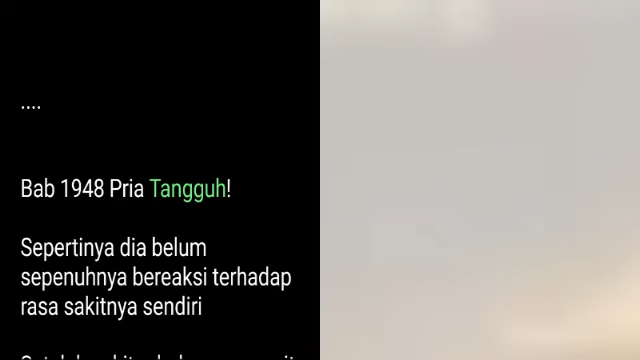 ....
Bab 1948 Pria Tangguh!
Sepertinya dia belum
sepenuhnya bereaksi terhadap
rasa sakitnya sendiri